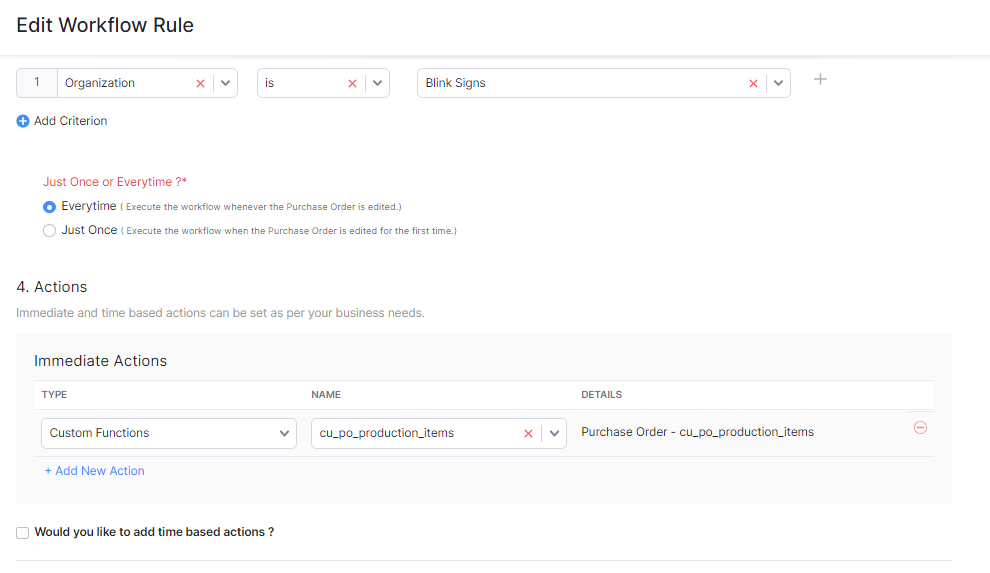 Edit Workflow Rule
1 Organization is Blink Signs
Add Criterion
Just Once or Everytime ?*
Everytime ( Execute the workflow whenever the Purchase Order is edited.)
Just Once ( Execute the workflow when the Purchase Order is edited for the first time.)
4. Actions
Immediate and time based actions can be set as per your business needs.
Immediate Actions
TYPE NAME DETAILS
Custom Functions cu_po_production_items Purchase Order - cu_po_production_items
+ Add New Action
Would you like to add time based actions ?